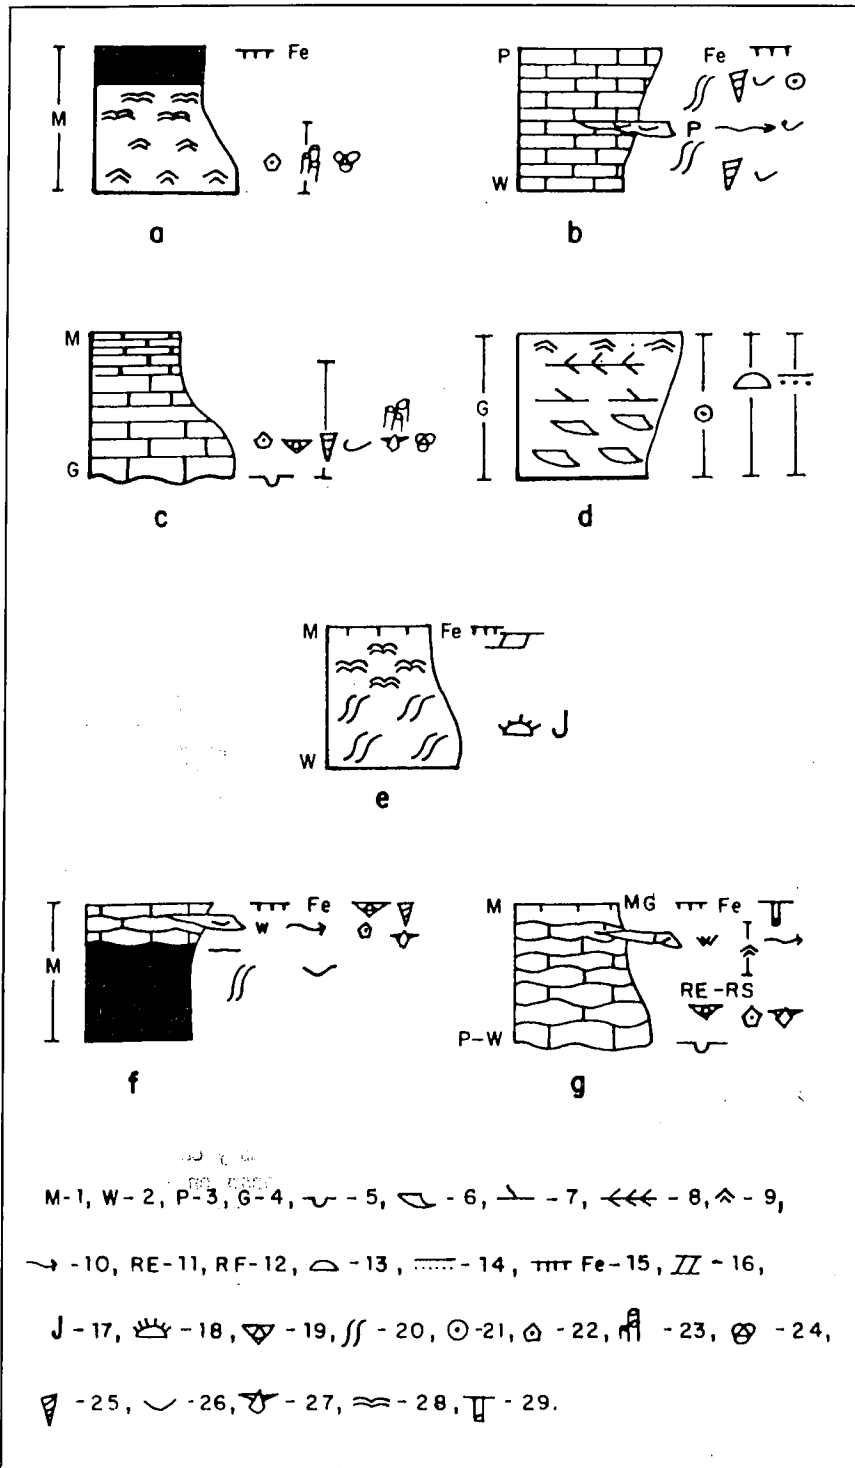 Fe
M
a
P
Fe
P
W
b
M
G
c
G
d
M
Fe
W
J
e
Fe
W
M
f
M
MG
Fe
RE-RS
P-W
g
M-1, W-2, P-3, G-4, -5, -6, -7, -8, -9,
-10, RE-11, RF-12, -13, -14, Fe-15, -16,
J-17, -18, -19, -20, -21, -22, -23, -24,
-25, -26, -27, -28, -29.